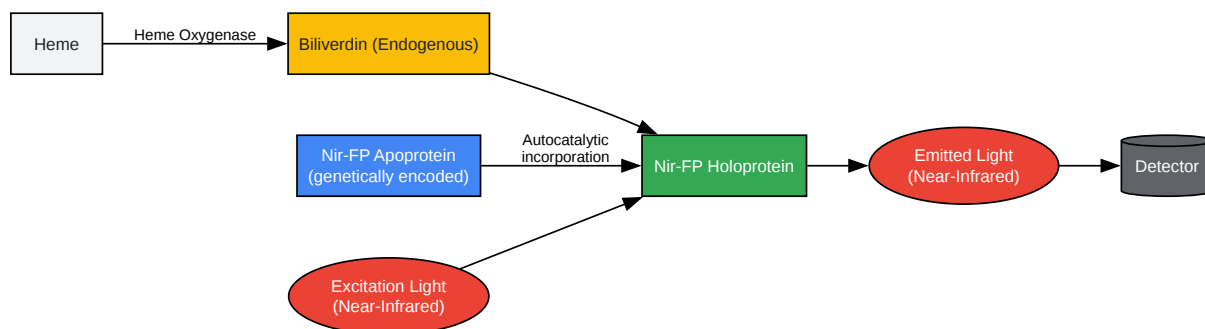 Heme
Heme Oxygenase
Biliverdin (Endogenous)
Nir-FP Apoprotein
(genetically encoded)
Autocatalytic
incorporation
Nir-FP Holoprotein
Emitted Light
(Near-Infrared)
Detector
Excitation Light
(Near-Infrared)